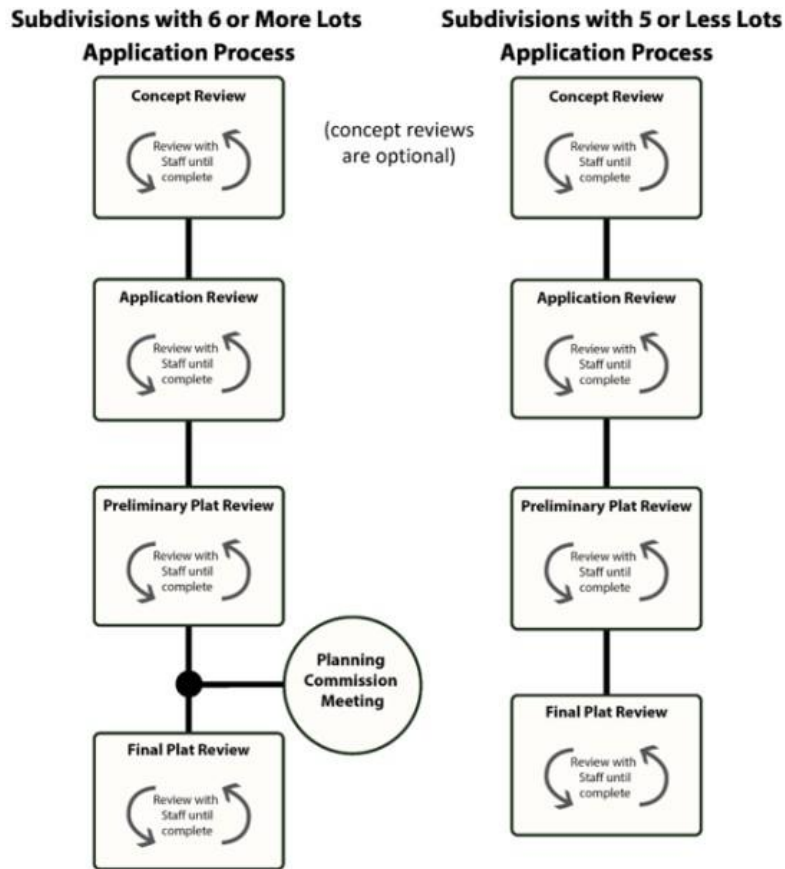 Subdivisions with 6 or More Lots
Application Process
Concept Review
Review with
Staff until
complete
Application Review
Review with
Staff until
complete
Preliminary Plat Review
Review with
Staff until
complete
Planning
Commission
Meeting
Final Plat Review
Review with
Staff until
complete
(concept reviews
are optional)
Subdivisions with 5 or Less Lots
Application Process
Concept Review
Review with
Staff until
complete
Application Review
Review with
Staff until
complete
Preliminary Plat Review
Review with
Staff until
complete
Final Plat Review
Review with
Staff until
complete